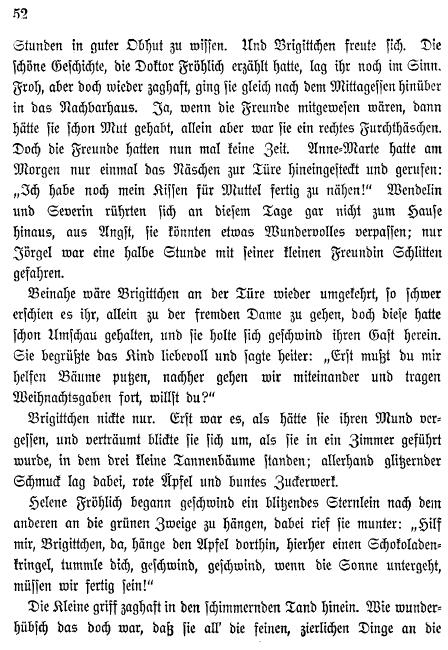 52
Stunden in guter Obhut zu wissen. Und Brigittchen freute sich. Die
schöne Geschichte, die Doktor Fröhlich erzählt hatte, lag ihr noch im Sinn.
Froh, aber doch wieder zaghaft, ging sie gleich nach dem Mittagessen hinüber
in das Nachbarhaus. Ja, wenn die Freunde mitgewesen wären, dann
hätte sie schon Mut gehabt, allein aber war sie ein rechtes Furchthäschen.
Doch die Freunde hatten nun mal keine Zeit. Anne-Marte hatte am
Morgen nur einmal das Näschen zur Türe hineingesteckt und gerufen:
„Ich habe noch mein Kissen für Muttel fertig zu nähen!“ Wendelin
und Severin rührten sich an diesem Tage gar nicht zum Hause
hinaus, aus Angst, sie könnten etwas Wundervolles verpassen; nur
Jörgel war eine halbe Stunde mit seiner kleinen Freundin Schlitten
gefahren.
Beinahe wäre Brigittchen an der Türe wieder umgekehrt, so schwer
erschien es ihr, allein zu der fremden Dame zu gehen, doch diese hatte
schon Umschau gehalten, und sie holte sich geschwind ihren Gast herein.
Sie begrüßte das Kind liebevoll und sagte heiter: „Erst mußt du mir
helfen Bäume putzen, nachher gehen wir miteinander und tragen
Weihnachtsgaben fort, willst du?“
Brigittchen nickte nur. Erst war es, als hätte sie ihren Mund ver-
gessen, und verträumt blickte sie sich um, als sie in ein Zimmer geführt
wurde, in dem drei kleine Tannenbäume standen; allerhand glitzernder
Schmuck lag dabei, rote Äpfel und buntes Zuckerwerk.
Helene Fröhlich begann geschwind ein blitzendes Sternlein nach dem
anderen an die grünen Zweige zu hängen, dabei rief sie munter: „Hilf
mir, Brigittchen, da, hänge den Apfel dorthin, hierher einen Schokoladen-
kringel, tummle dich, geschwind, geschwind, wenn die Sonne untergeht,
müssen wir fertig sein!“
Die Kleine griff zaghaft in den schimmernden Tand hinein. Wie wunder-
hübsch das doch war, daß sie all’ die feinen, zierlichen Dinge an die